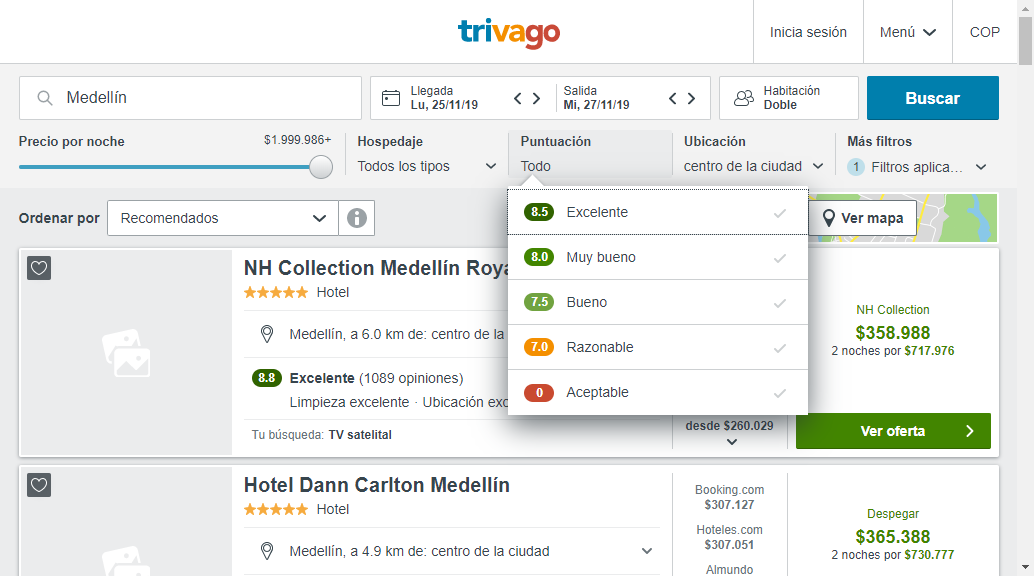 trivago
Inicia sesión
Menú
COP
Medellín
Llegada
Lu, 25/11/19
Salida
Mi, 27/11/19
Habitación
Doble
Buscar
Precio por noche
$1.999.986+
Hospedaje
Todos los tipos
Puntuación
Todo
Ubicación
centro de la ciudad
Más filtros
1 Filtros aplica...
Ordenar por
Recomendados
8.5 Excelente
8.0 Muy bueno
7.5 Bueno
7.0 Razonable
0 Aceptable
Ver mapa
NH Collection Medellín Roya
Hotel
Medellín, a 6.0 km de: centro de la
8.8 Excelente (1089 opiniones)
Limpieza excelente · Ubicación exc
Tu búsqueda: TV satelital
desde $260.029
NH Collection
$358.988
2 noches por $717.976
Ver oferta
Hotel Dann Carlton Medellín
Hotel
Medellín, a 4.9 km de: centro de la ciudad
Booking.com
$307.127
Hoteles.com
$307.051
Almundo
Despegar
$365.388
2 noches por $730.777